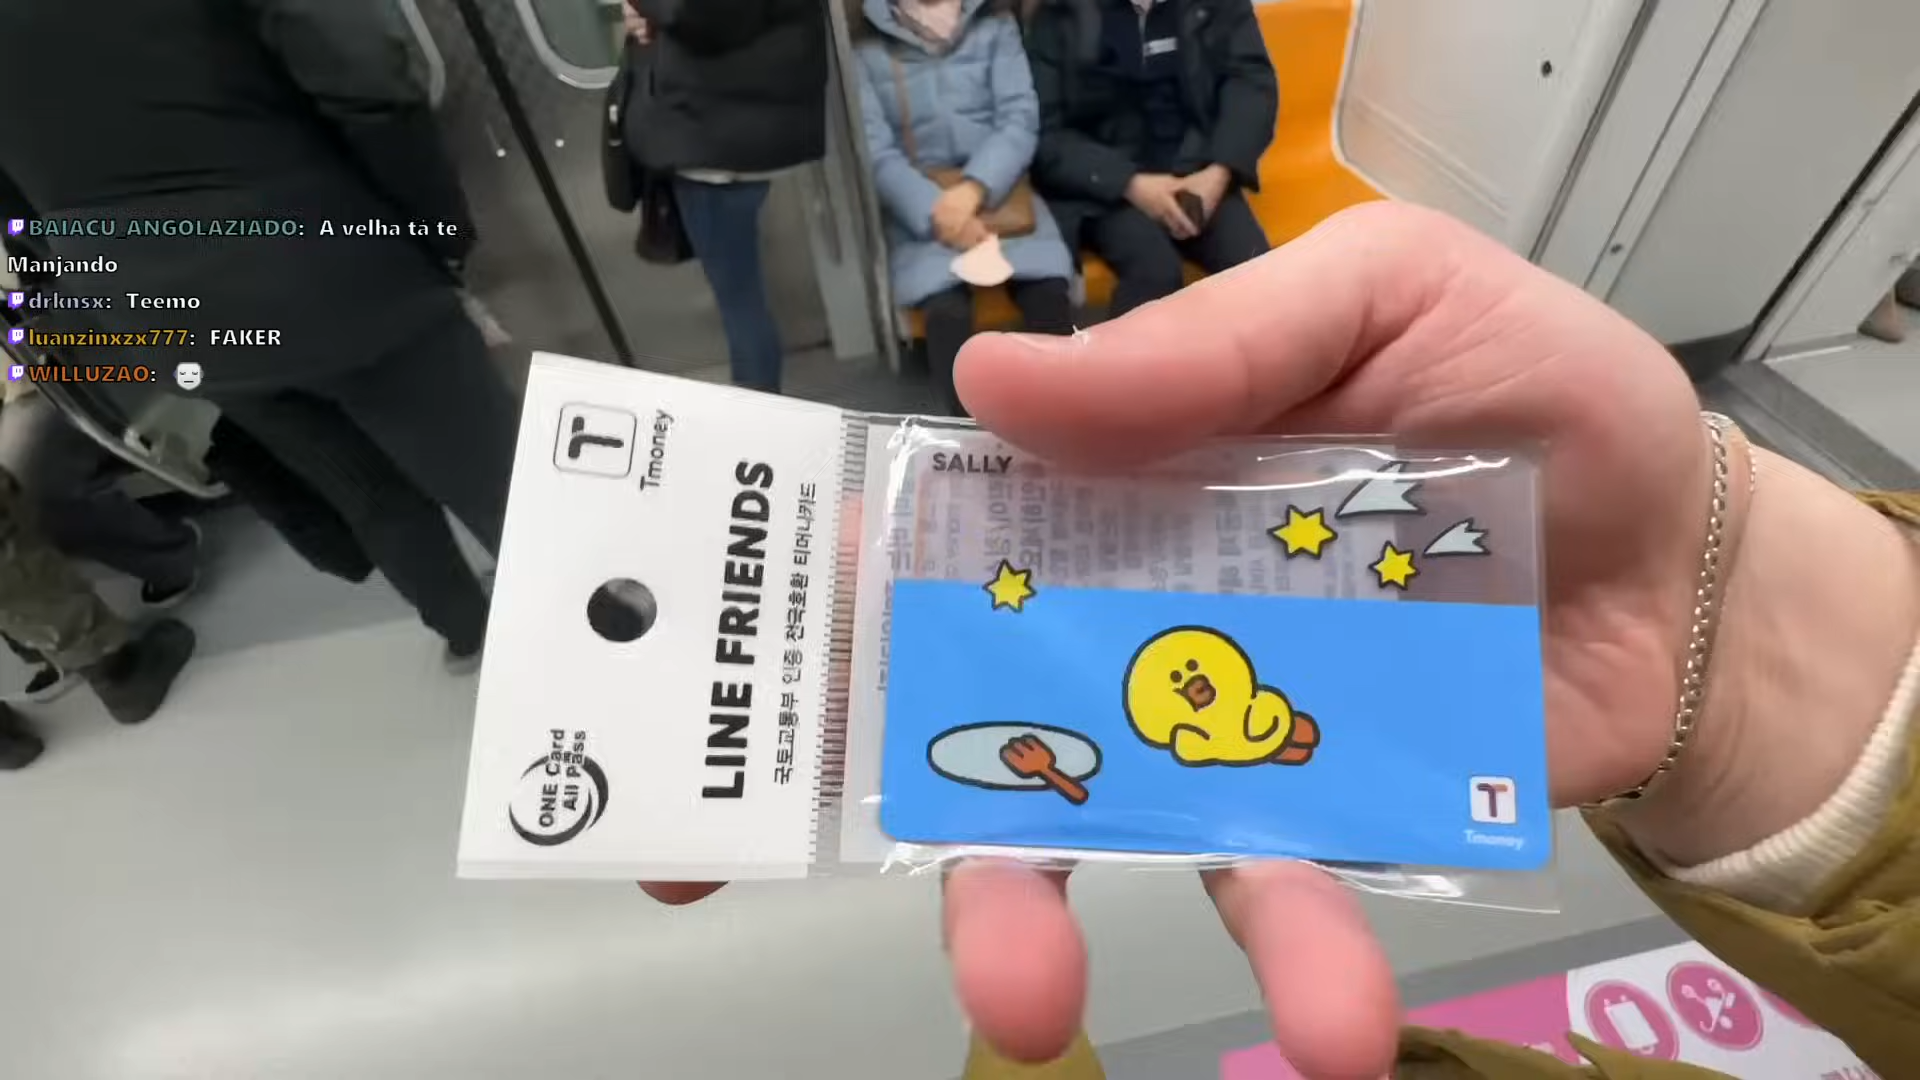 BAIACU_ANGOLAZIADO: A velha tá te
Manjando
drknsx: Teemo
luanzinxzx777: FAKER
WILLUZAO:
Tmoney
LINE FRIENDS
국토교통부 인증 전국호환 티머니카드
ONE Card
All Pass
SALLY
Tmoney